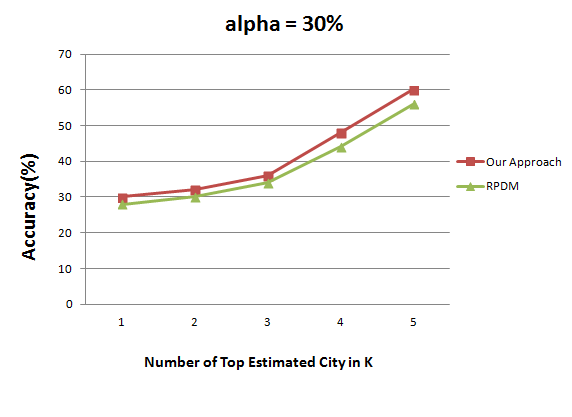 alpha = 30%
70
60
50
40
30
20
10
0
Accuracy(%)
1 2 3 4 5
Number of Top Estimated City in K
Our Approach
RPDM